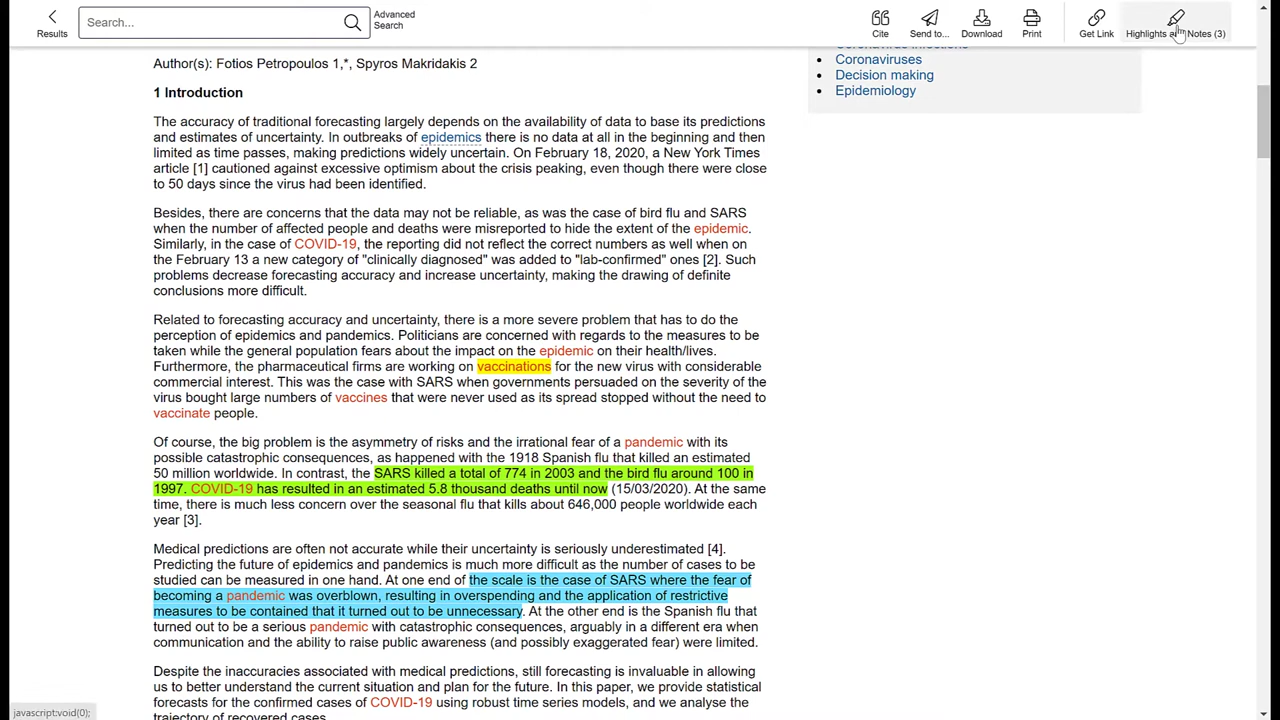 Results
Search...
Advanced
Search
Cite
Send to...
Download
Print
Get Link
Highlights Notes (3)
Coronavirus infections
Coronaviruses
Decision making
Epidemiology
Author(s): Fotios Petropoulos 1,*, Spyros Makridakis 2
1 Introduction
The accuracy of traditional forecasting largely depends on the availability of data to base its predictions
and estimates of uncertainty. In outbreaks of epidemics there is no data at all in the beginning and then
limited as time passes, making predictions widely uncertain. On February 18, 2020, a New York Times
article [1] cautioned against excessive optimism about the crisis peaking, even though there were close
to 50 days since the virus had been identified.
Besides, there are concerns that the data may not be reliable, as was the case of bird flu and SARS
when the number of affected people and deaths were misreported to hide the extent of the epidemic.
Similarly, in the case of COVID-19, the reporting did not reflect the correct numbers as well when on
the February 13 a new category of "clinically diagnosed" was added to "lab-confirmed" ones [2]. Such
problems decrease forecasting accuracy and increase uncertainty, making the drawing of definite
conclusions more difficult.
Related to forecasting accuracy and uncertainty, there is a more severe problem that has to do the
perception of epidemics and pandemics. Politicians are concerned with regards to the measures to be
taken while the general population fears about the impact on the epidemic on their health/lives.
Furthermore, the pharmaceutical firms are working on vaccinations for the new virus with considerable
commercial interest. This was the case with SARS when governments persuaded on the severity of the
virus bought large numbers of vaccines that were never used as its spread stopped without the need to
vaccinate people.
Of course, the big problem is the asymmetry of risks and the irrational fear of a pandemic with its
possible catastrophic consequences, as happened with the 1918 Spanish flu that killed an estimated
50 million worldwide. In contrast, the SARS killed a total of 774 in 2003 and the bird flu around 100 in
1997. COVID-19 has resulted in an estimated 5.8 thousand deaths until now (15/03/2020). At the same
time, there is much less concern over the seasonal flu that kills about 646,000 people worldwide each
year [3].
Medical predictions are often not accurate while their uncertainty is seriously underestimated [4].
Predicting the future of epidemics and pandemics is much more difficult as the number of cases to be
studied can be measured in one hand. At one end of the scale is the case of SARS where the fear of
becoming a pandemic was overblown, resulting in overspending and the application of restrictive
measures to be contained that it turned out to be unnecessary. At the other end is the Spanish flu that
turned out to be a serious pandemic with catastrophic consequences, arguably in a different era when
communication and the ability to raise public awareness (and possibly exaggerated fear) were limited.
Despite the inaccuracies associated with medical predictions, still forecasting is invaluable in allowing
us to better understand the current situation and plan for the future. In this paper, we provide statistical
forecasts for the confirmed cases of COVID-19 using robust time series models, and we analyse the
trajectory of recovered cases.
javascript:void(0);